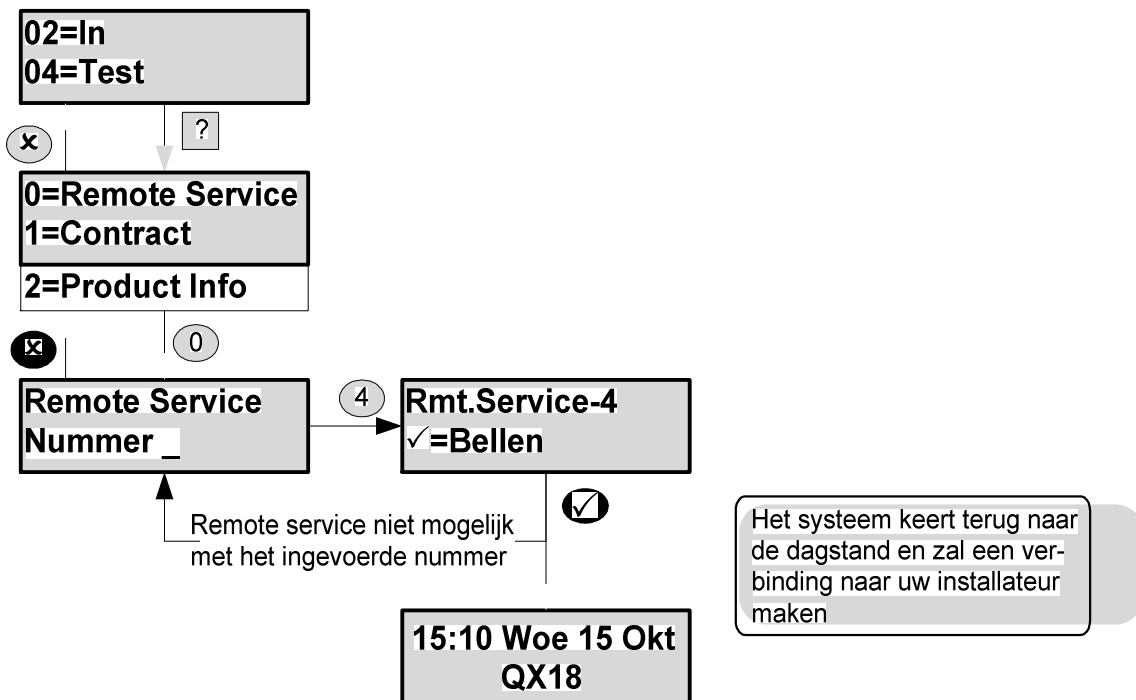 02=In
04=Test
?
x
0=Remote Service
1=Contract
2=Product Info
x
0
Remote Service
Nummer _
4
Rmt.Service-4
✓=Bellen
✓
Remote service niet mogelijk
met het ingevoerde nummer
Het systeem keert terug naar
de dagstand en zal een ver-
binding naar uw installateur
maken
15:10 Woe 15 Okt
QX18